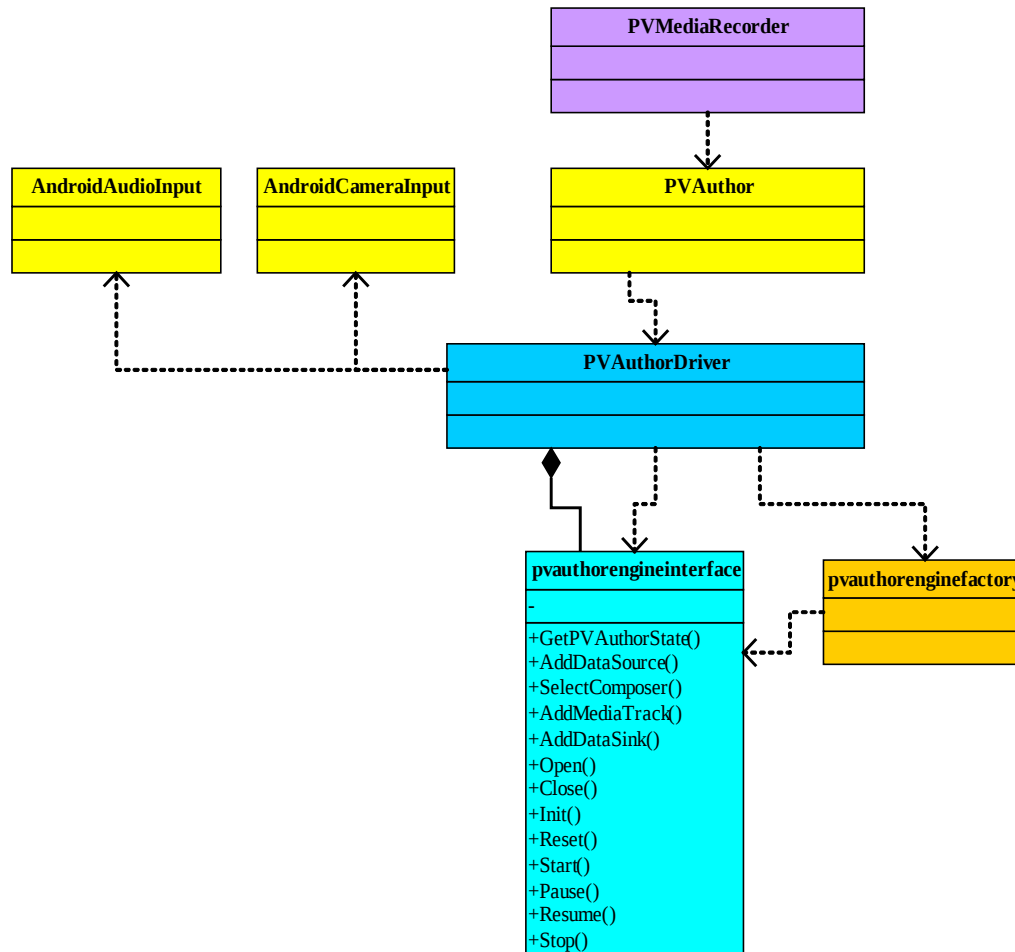 PVMediaRecorder
AndroidAudioInput
AndroidCameraInput
PVAuthor
PVAuthorDriver
pvauthorengineinterface
-
+GetPVAuthorState()
+AddDataSource()
+SelectComposer()
+AddMediaTrack()
+AddDataSink()
+Open()
+Close()
+Init()
+Reset()
+Start()
+Pause()
+Resume()
+Stop()
pvauthorenginefactory